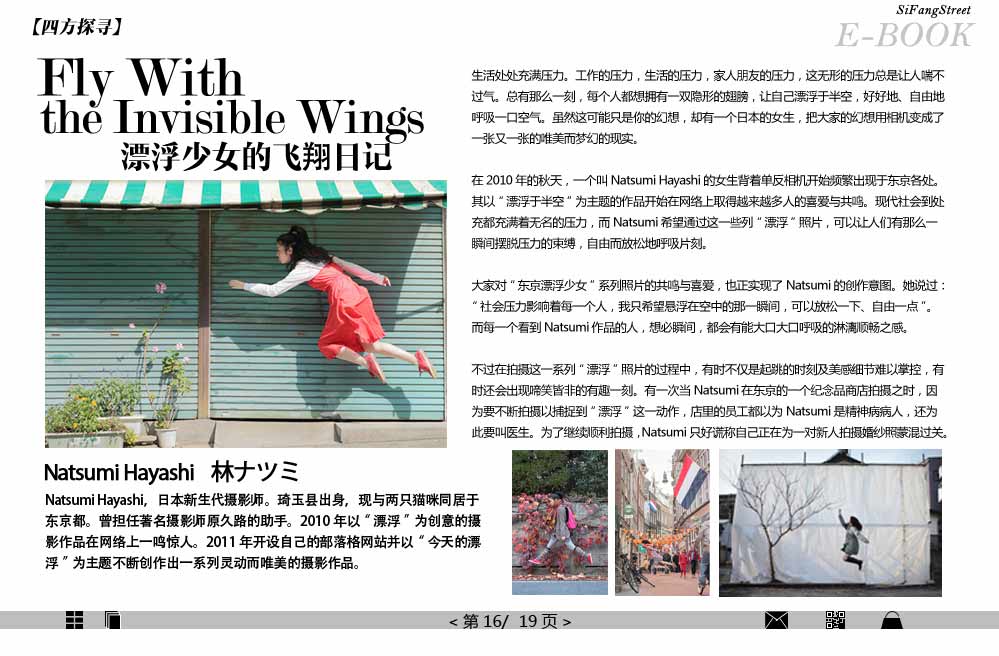 【四方探寻】
SiFangStreet
E-BOOK
Fly With
the Invisible Wings
漂浮少女的飞翔日记
Natsumi Hayashi 林ナツミ
Natsumi Hayashi，日本新生代摄影师。琦玉县出身，现与两只猫咪同居于
东京都。曾担任著名摄影师原久路的助手。2010 年以“漂浮”为创意的摄
影作品在网络上一鸣惊人。2011 年开设自己的部落格网站并以“今天的漂
浮”为主题不断创作出一系列灵动而唯美的摄影作品。
生活处处充满压力。工作的压力，生活的压力，家人朋友的压力，这无形的压力总是让人喘不
过气。总有那么一刻，每个人都想拥有一双隐形的翅膀，让自己漂浮于半空，好好地、自由地
呼吸一口空气。虽然这可能只是你的幻想，却有一个日本的女生，把大家的幻想用相机变成了
一张又一张的唯美而梦幻的现实。
在 2010 年的秋天，一个叫 Natsumi Hayashi 的女生背着单反相机开始频繁出现于东京各处。
其以“漂浮于半空”为主题的作品开始在网络上取得越来越多人的喜爱与共鸣。现代社会到处
充都充满着无名的压力，而 Natsumi 希望通过这一些列“漂浮”照片，可以让人们有那么一
瞬间摆脱压力的束缚，自由而放松地呼吸片刻。
大家对“东京漂浮少女”系列照片的共鸣与喜爱，也正实现了 Natsumi 的创作意图。她说过：
“社会压力影响着每一个人，我只希望悬浮在空中的那一瞬间，可以放松一下、自由一点”。
而每一个看到 Natsumi 作品的人，想必瞬间，都会有能大口大口呼吸的淋漓顺畅之感。
不过在拍摄这一系列“漂浮”照片的过程中，有时不仅是起跳的时刻及美感细节难以掌控，有
时还会出现啼笑皆非的有趣一刻。有一次当 Natsumi 在东京的一个纪念品商店拍摄之时，因
为要不断拍摄以捕捉到“漂浮”这一动作，店里的员工都以为 Natsumi 是精神病病人，还为
此要叫医生。为了继续顺利拍摄，Natsumi 只好谎称自己正在为一对新人拍摄婚纱照蒙混过关。
< 第 16/ 19 页 >